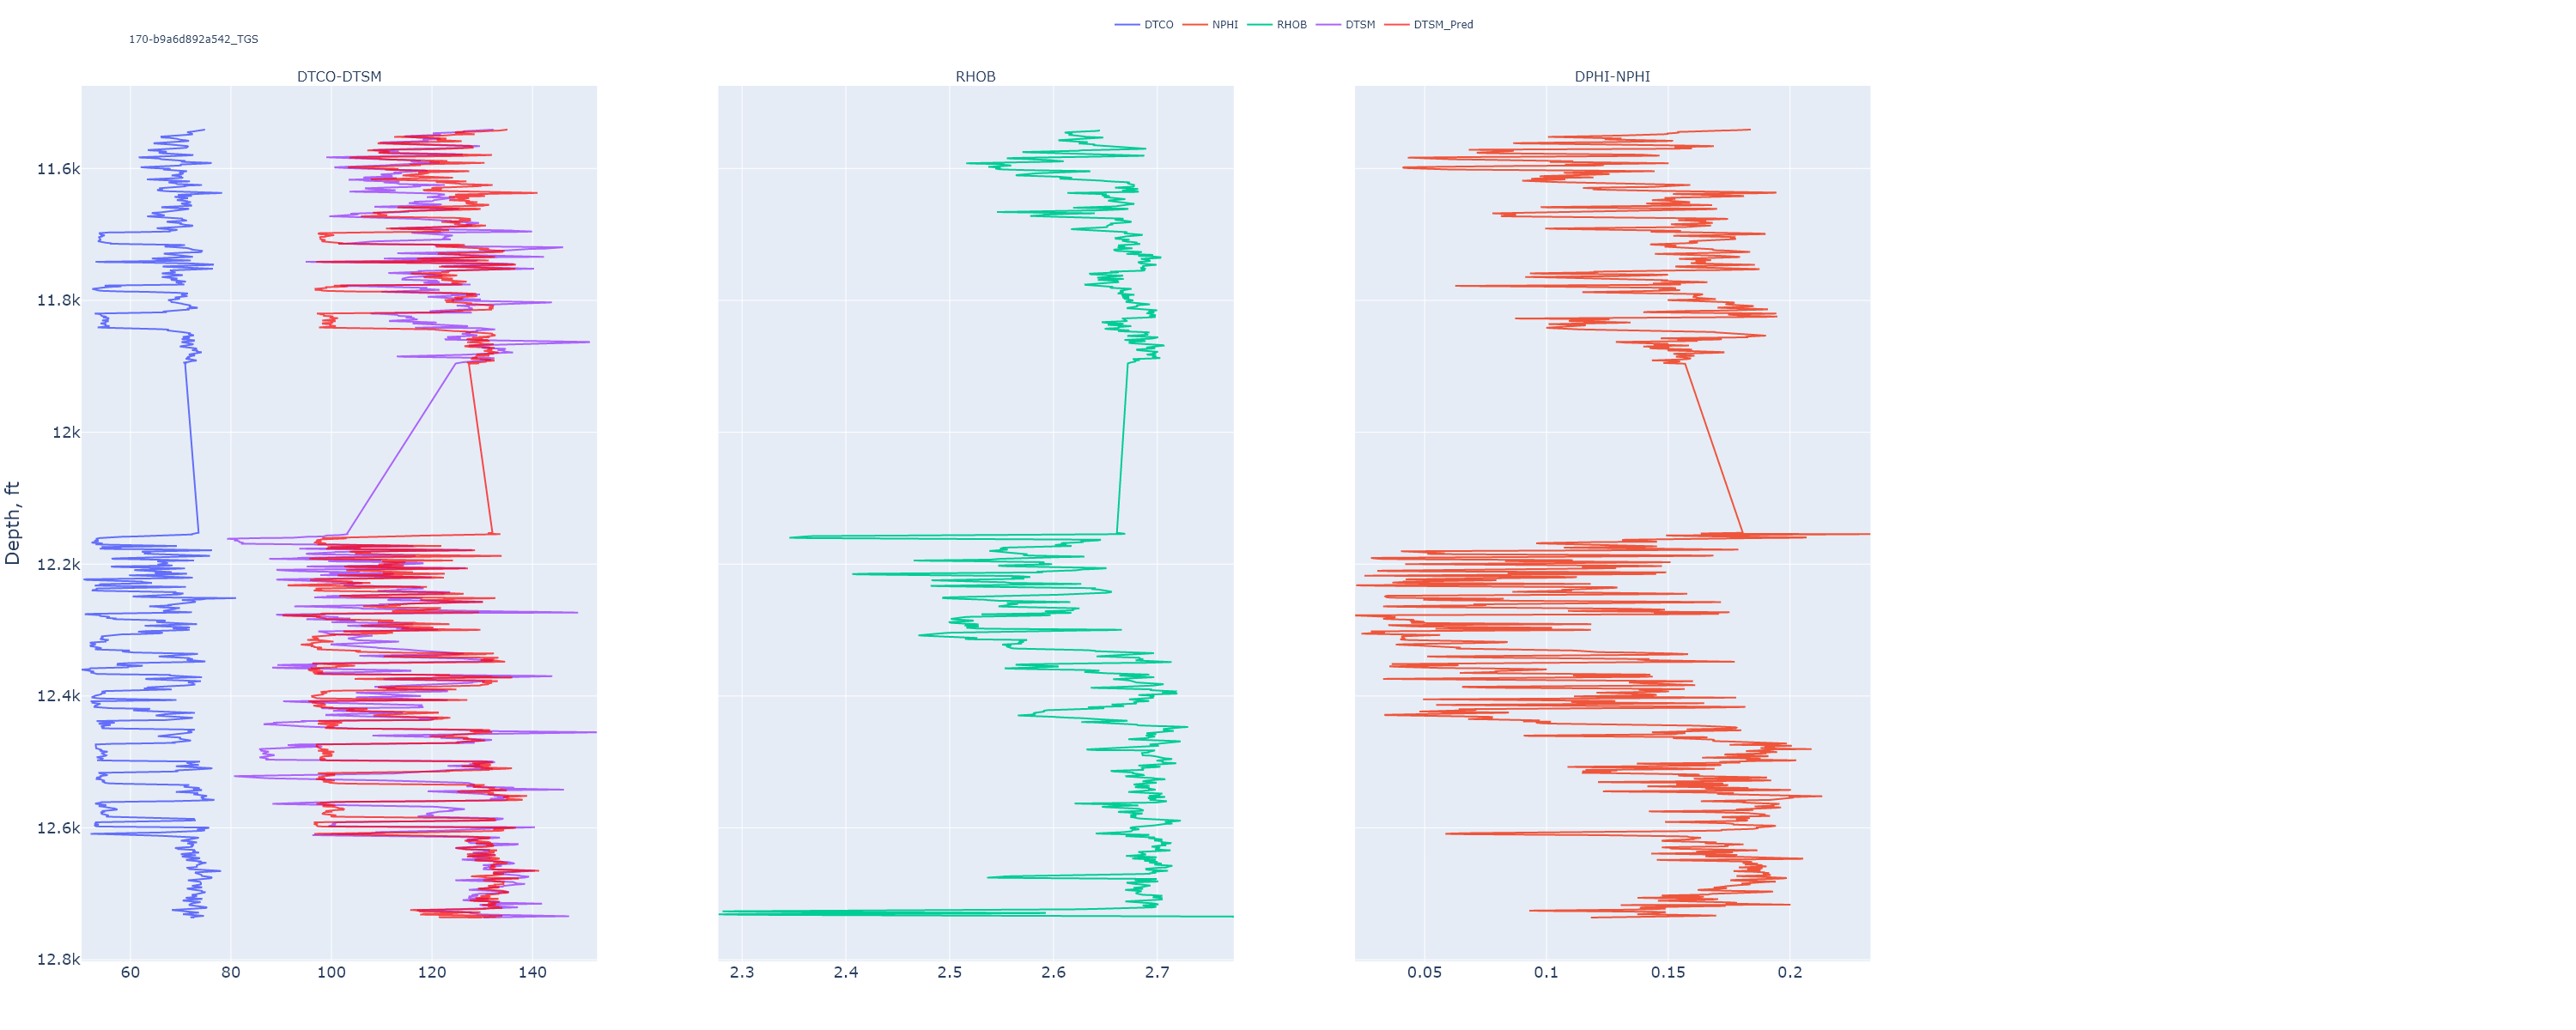 DTCO NPHI RHOB DTSM DTSM_Pred
170-b9a6d892a542_TGS
DTCO-DTSM RHOB DPHI-NPHI
Depth, ft
11.6k
11.8k
12k
12.2k
12.4k
12.6k
12.8k
60 80 100 120 140
2.3 2.4 2.5 2.6 2.7
0.05 0.1 0.15 0.2